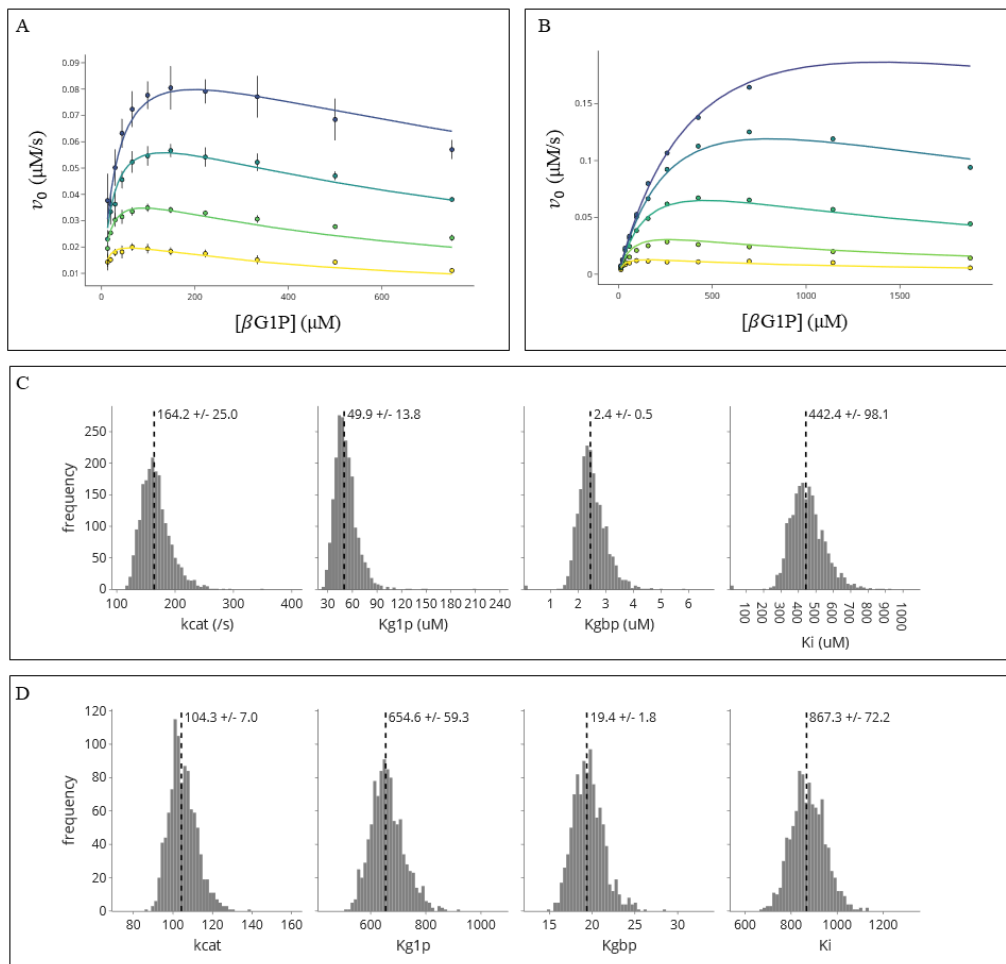 A
0.09
0.08
0.07
0.06
0.05
0.04
0.03
0.02
0.01
v0 (μM/s)
0 200 400 600
[βG1P] (μM)
B
0.15
0.1
0.05
0
v0 (μM/s)
0 500 1000 1500
[βG1P] (μM)
C
164.2 +/- 25.0 49.9 +/- 13.8 2.4 +/- 0.5 442.4 +/- 98.1
250
200
150
100
50
0
frequency
100 200 300 400
kcat (/s)
30 60 90 120 150 180 210 240
Kg1p (uM)
1 2 3 4 5 6
Kgbp (uM)
100 200 300 400 500 600 700 800 900 1000
Ki (uM)
D
104.3 +/- 7.0 654.6 +/- 59.3 19.4 +/- 1.8 867.3 +/- 72.2
120
100
80
60
40
20
0
frequency
80 100 120 140 160
kcat
600 800 1000
Kg1p
15 20 25 30
Kgbp
600 800 1000 1200
Ki